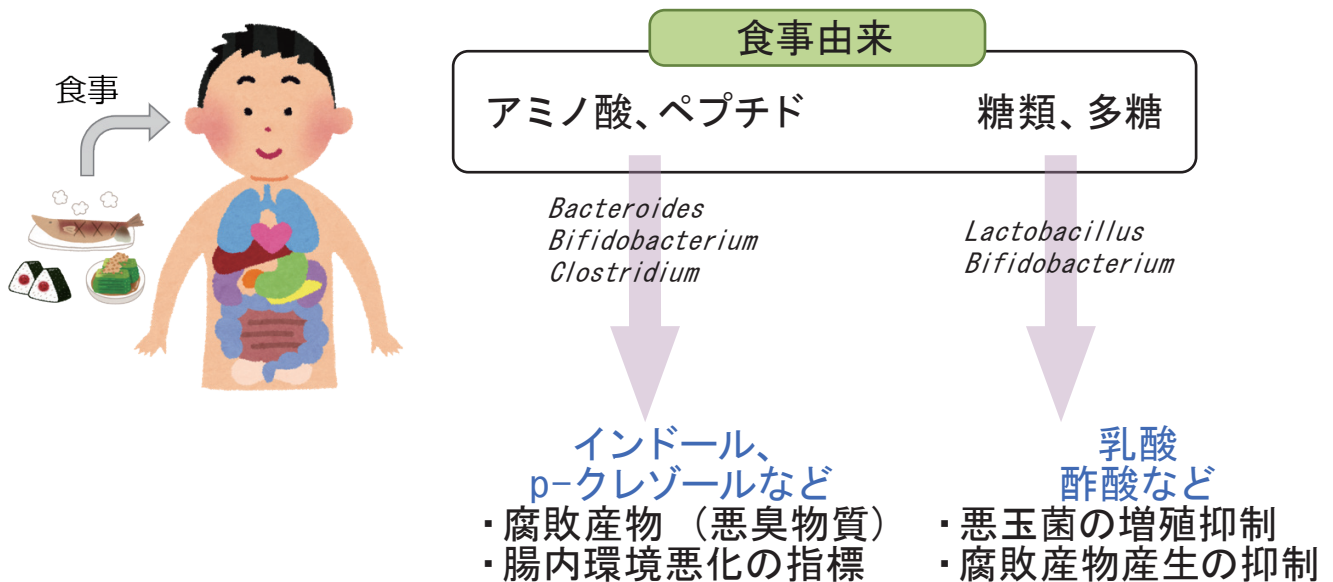 食事
食事由来
アミノ酸、ペプチド
糖類、多糖
Bacteroides
Bifidobacterium
Clostridium
Lactobacillus
Bifidobacterium
インドール、
p-クレゾールなど
・腐敗産物 （悪臭物質）
・腸内環境悪化の指標
乳酸
酢酸など
・悪玉菌の増殖抑制
・腐敗産物産生の抑制